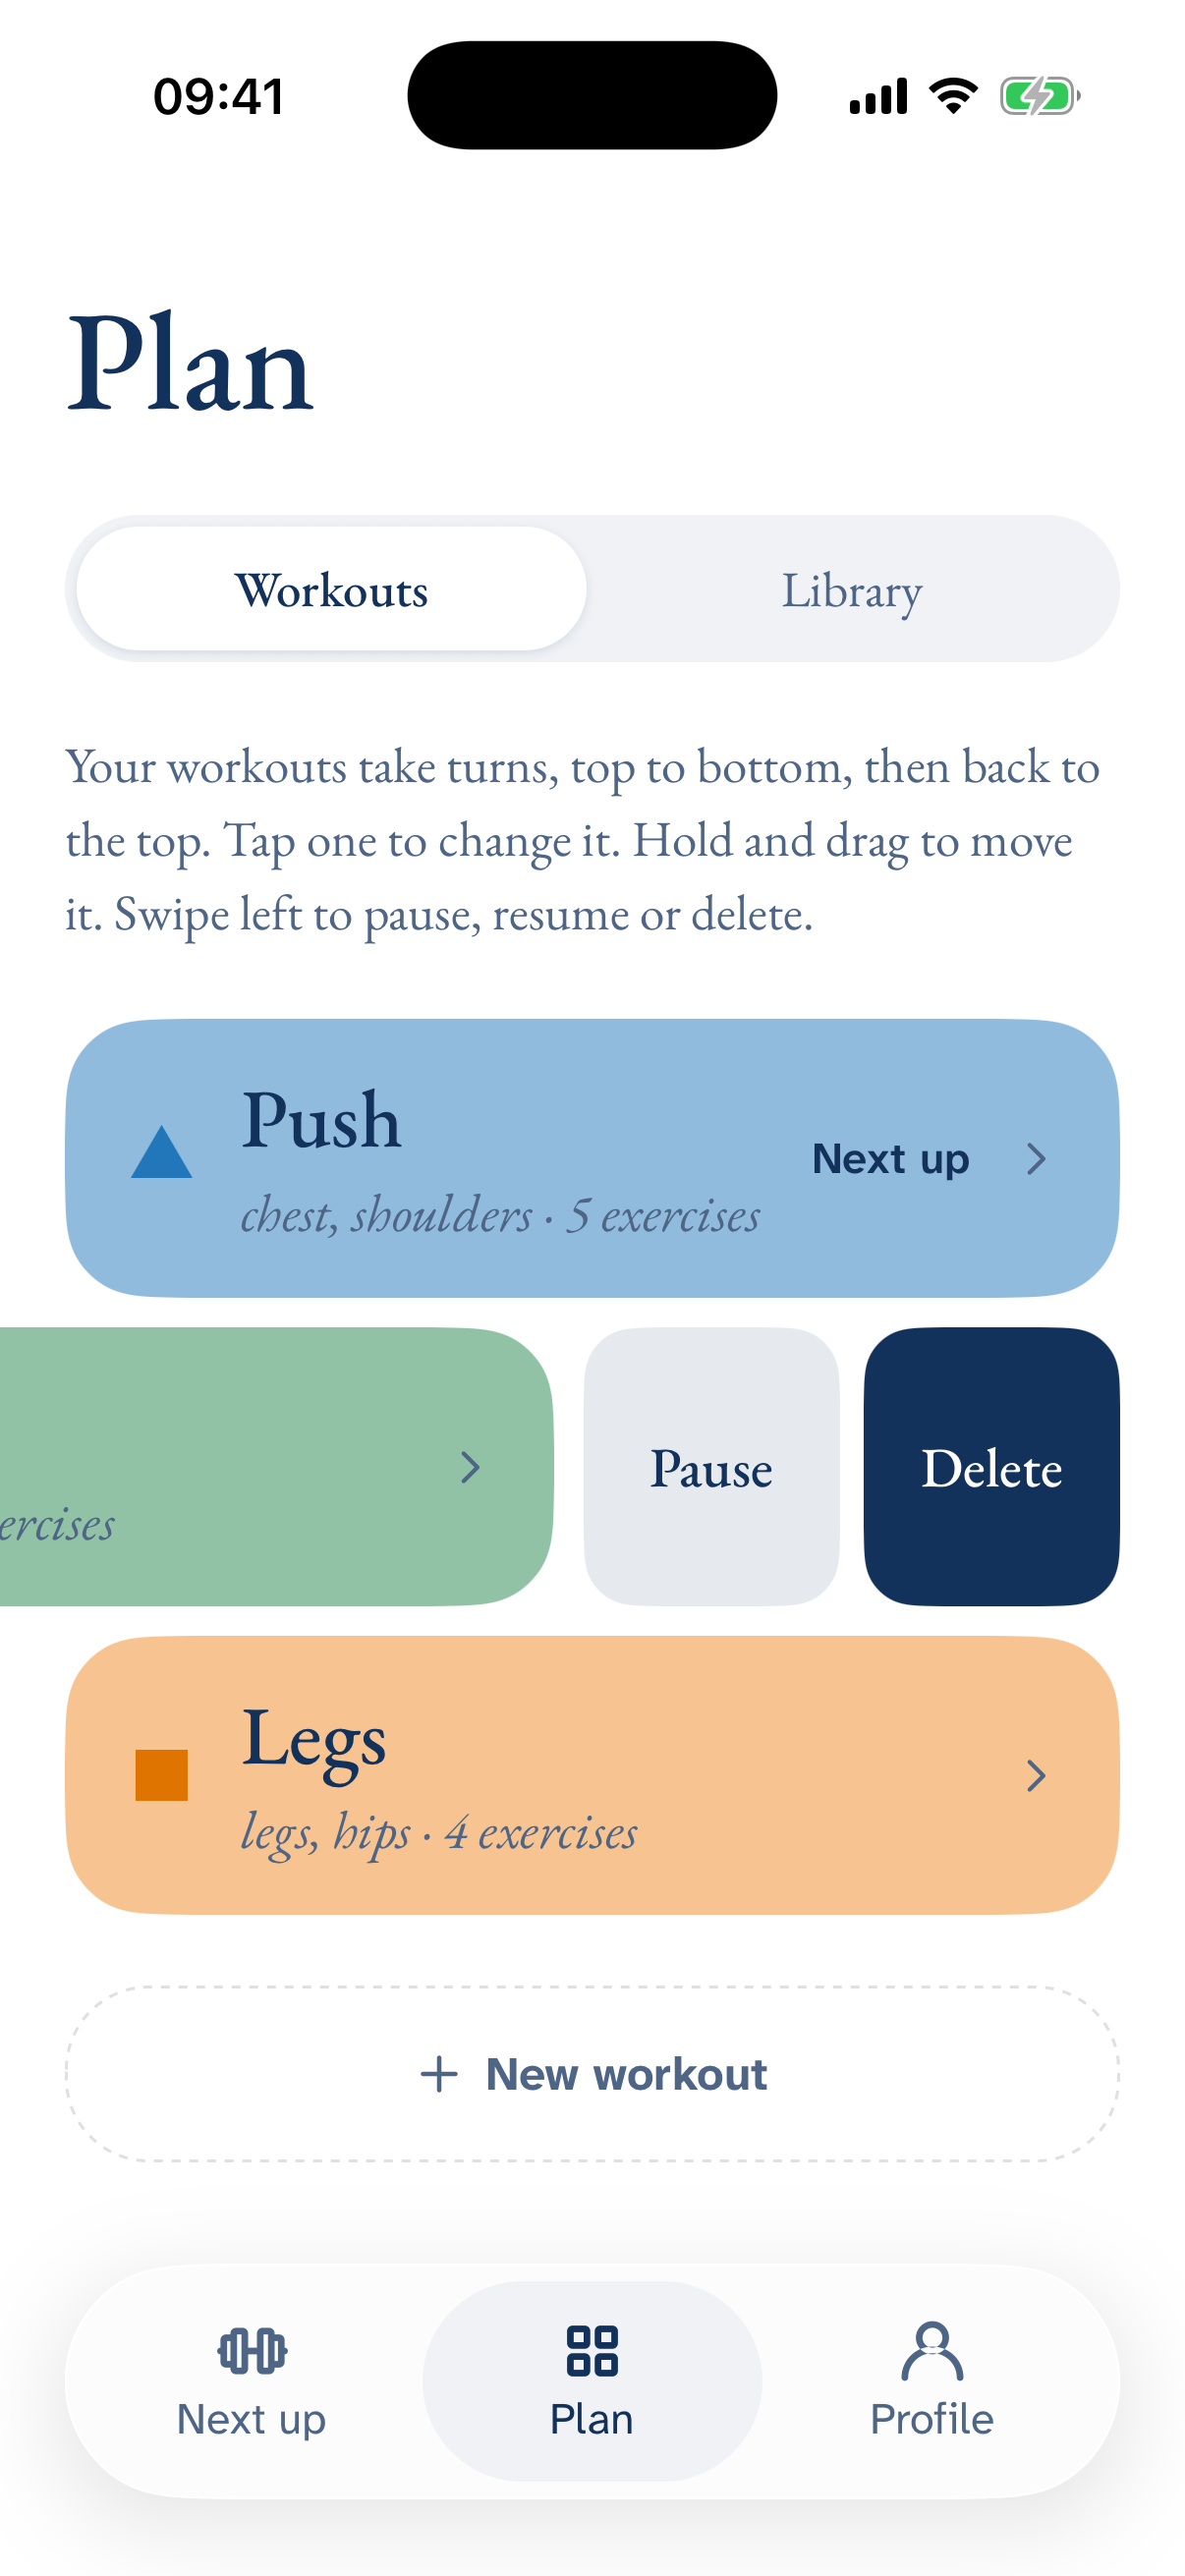 09:41
Plan
Workouts
Library
Your workouts take turns, top to bottom, then back to
the top. Tap one to change it. Hold and drag to move
it. Swipe left to pause, resume or delete.
Push
Next up
chest, shoulders · 5 exercises
ercises
Pause
Delete
Legs
legs, hips · 4 exercises
+ New workout
Next up
Plan
Profile